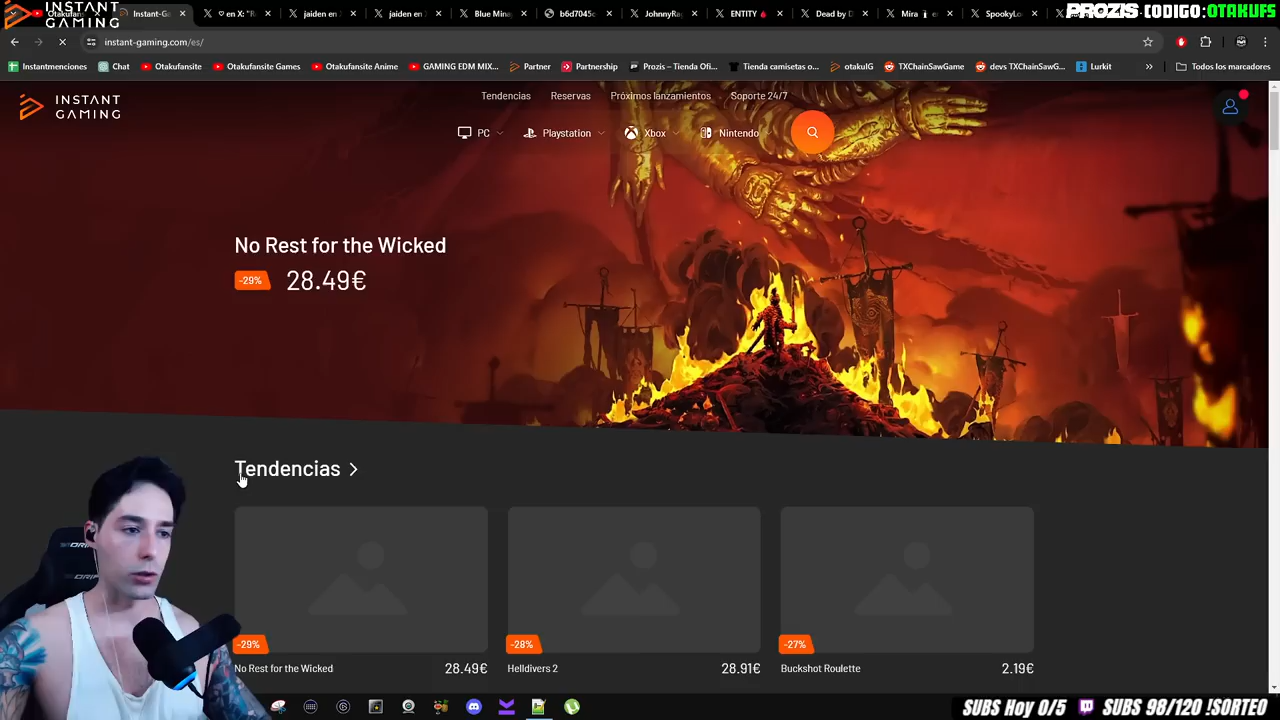 INSTANT GAMING
Otakufan
Instant-G
♡ en X: "R
jaiden en
jaiden en
Blue Mina
b6d7045c
JohnnyRa
ENTITY
Dead by D
Mira
SpookyLo
PROZIS CODIGO:OTAKUFS
instant-gaming.com/es/
Instantmenciones
Chat
Otakufansite
Otakufansite Games
Otakufansite Anime
GAMING EDM MIX...
Partner
Partnership
Prozis – Tienda Ofi...
Tienda camisetas o...
otakuIG
TXChainSawGame
devs TXChainSawG...
Lurkit
»
Todos los marcadores
INSTANT
GAMING
Tendencias
Reservas
Próximos lanzamientos
Soporte 24/7
PC
Playstation
Xbox
Nintendo
No Rest for the Wicked
-29% 28.49€
Tendencias
-29%
-28%
-27%
No Rest for the Wicked 28.49€
Helldivers 2 28.91€
Buckshot Roulette 2.19€
SUBS Hoy 0/5 SUBS 98/120 !SORTEO